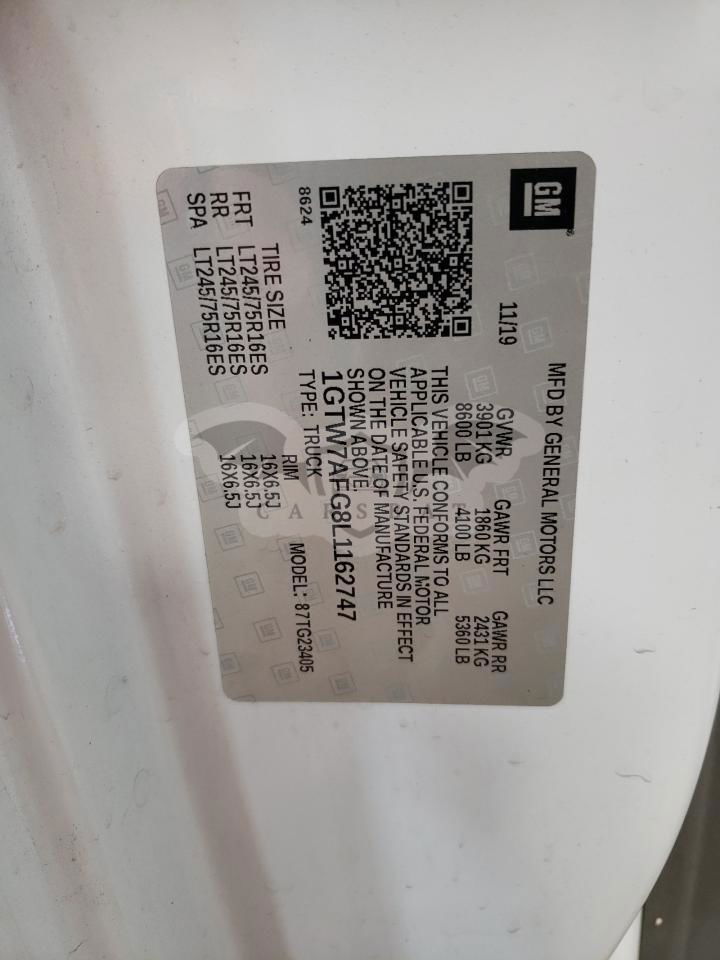 GM
MFD BY GENERAL MOTORS LLC
11/19
GVWR GAWR FRT GAWR RR
3901 KG 1860 KG 2431 KG
8600 LB 4100 LB 5360 LB
THIS VEHICLE CONFORMS TO ALL
APPLICABLE U.S. FEDERAL MOTOR
VEHICLE SAFETY STANDARDS IN EFFECT
ON THE DATE OF MANUFACTURE
SHOWN ABOVE.
1GTW7AFG8L1162747
8624
TYPE: TRUCK MODEL: 87TG23405
TIRE SIZE RIM
FRT LT245/75R16ES 16X6.5J
RR LT245/75R16ES 16X6.5J
SPA LT245/75R16ES 16X6.5J